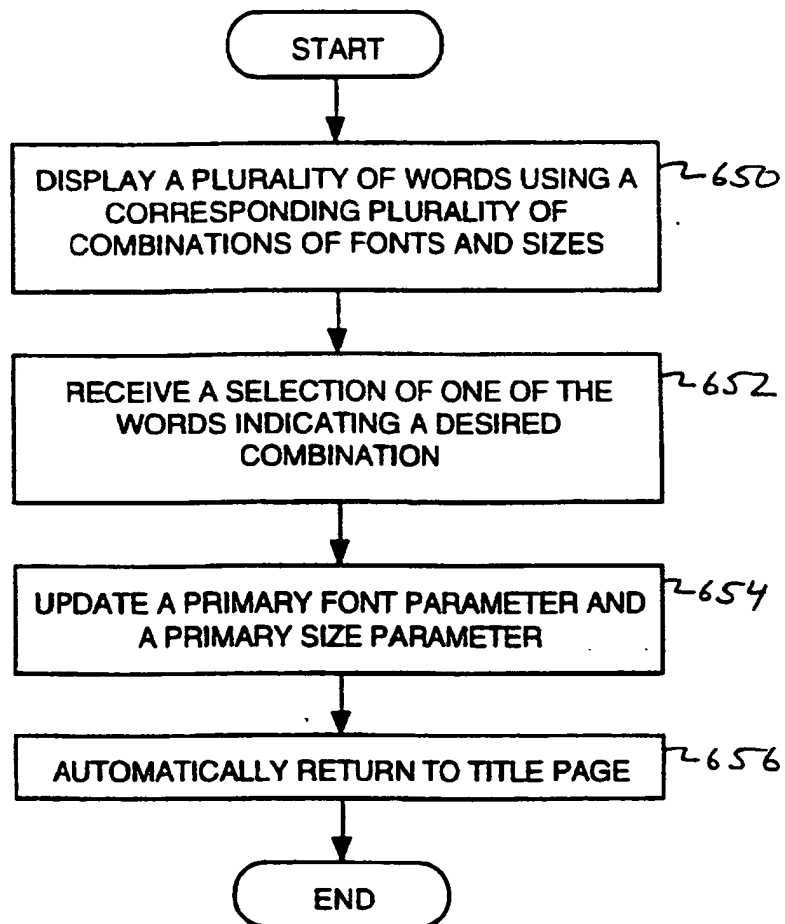 START
DISPLAY A PLURALITY OF WORDS USING A
CORRESPONDING PLURALITY OF
COMBINATIONS OF FONTS AND SIZES
650
RECEIVE A SELECTION OF ONE OF THE
WORDS INDICATING A DESIRED
COMBINATION
652
UPDATE A PRIMARY FONT PARAMETER AND
A PRIMARY SIZE PARAMETER
654
AUTOMATICALLY RETURN TO TITLE PAGE
656
END